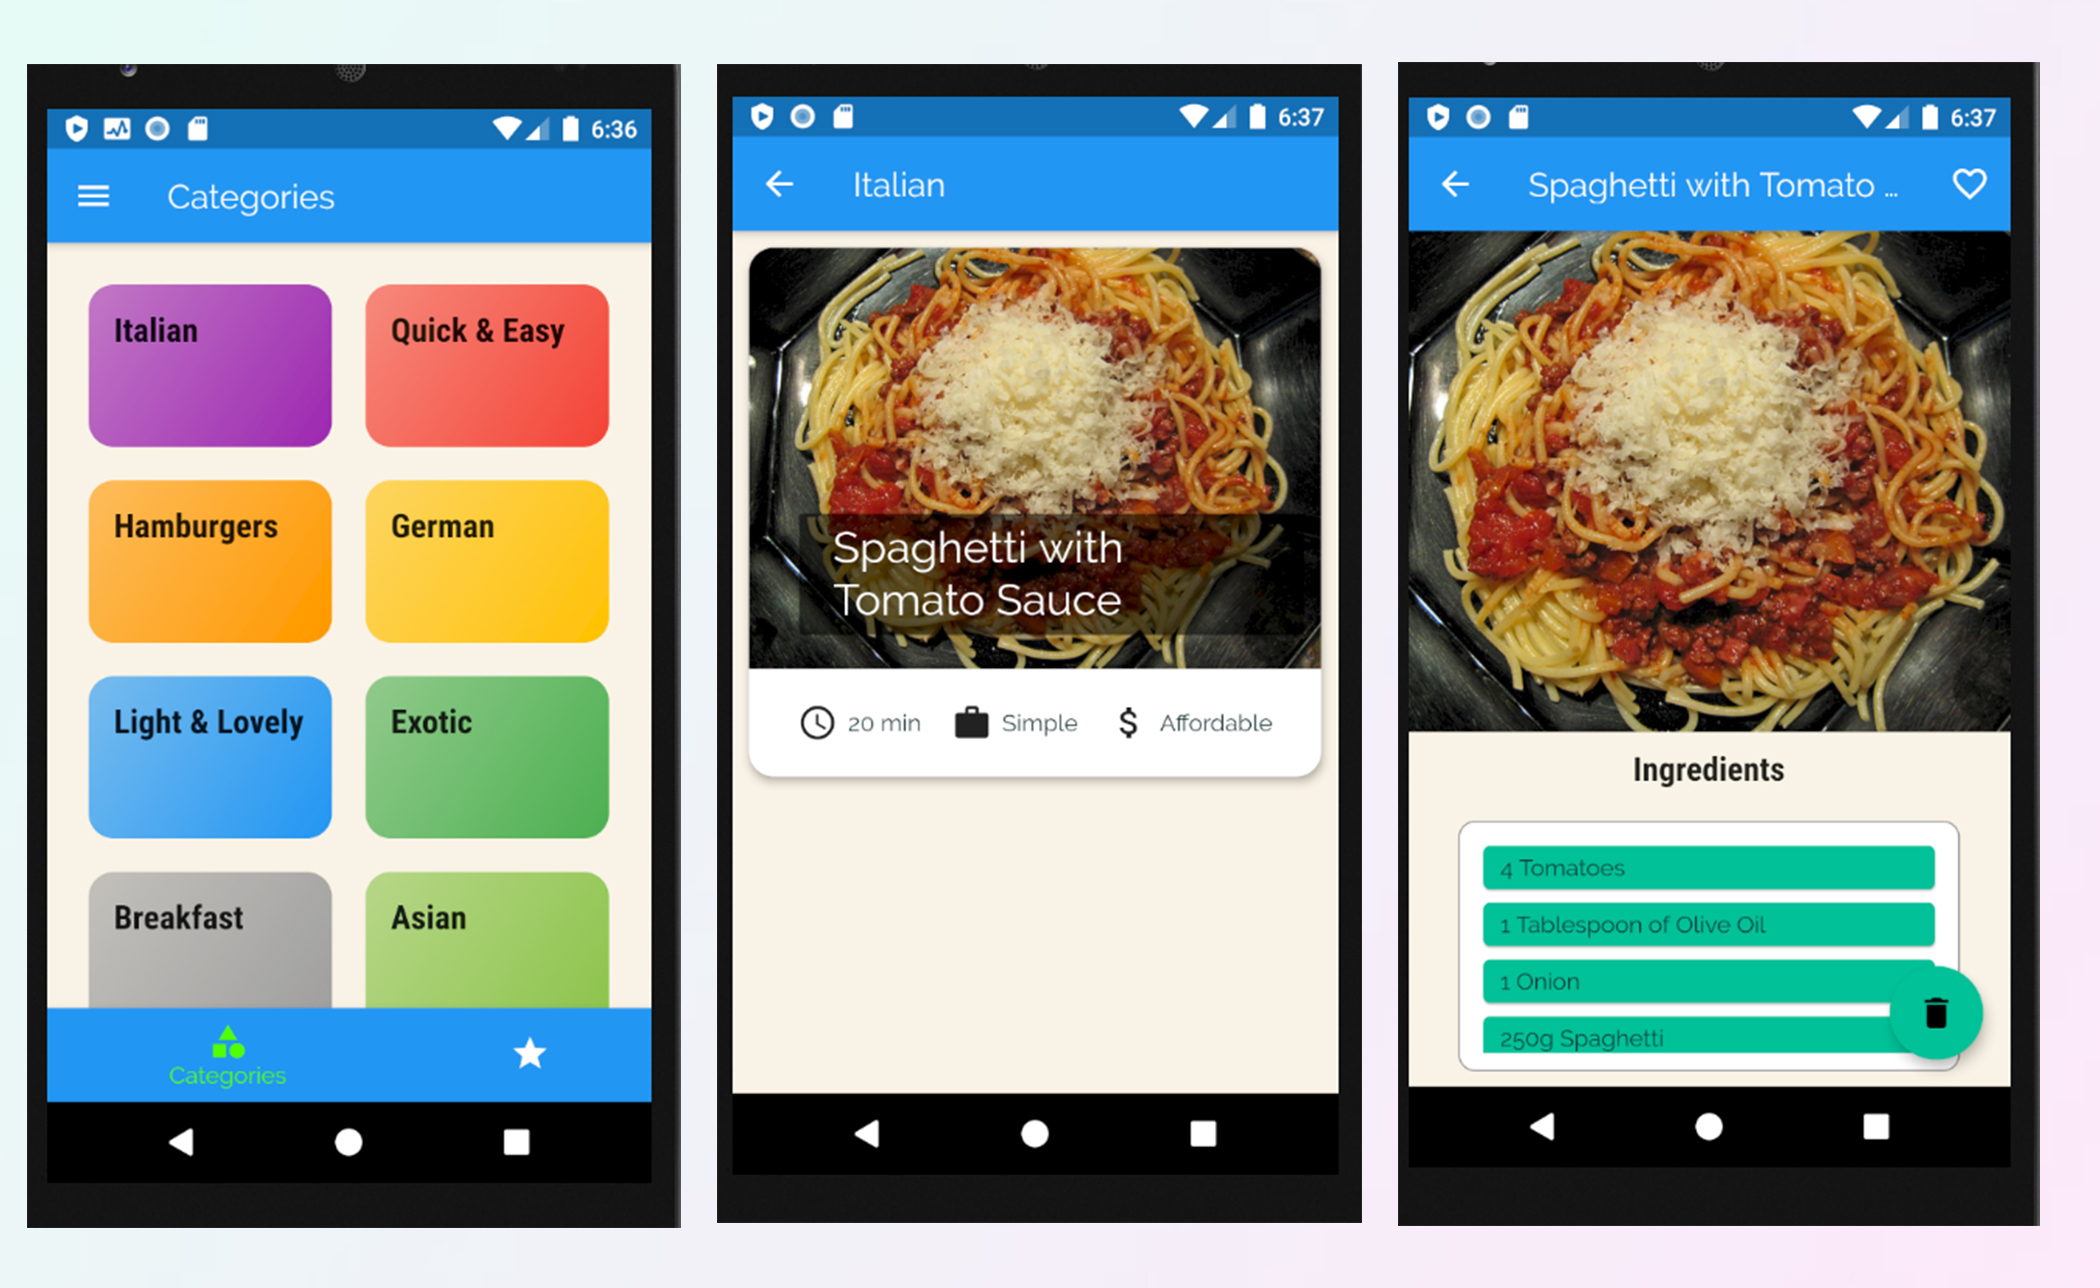 6:36
Categories
Italian
Quick & Easy
Hamburgers
German
Light & Lovely
Exotic
Breakfast
Asian
Categories
6:37
Italian
Spaghetti with
Tomato Sauce
20 min
Simple
Affordable
6:37
Spaghetti with Tomato ...
Ingredients
4 Tomatoes
1 Tablespoon of Olive Oil
1 Onion
250g Spaghetti